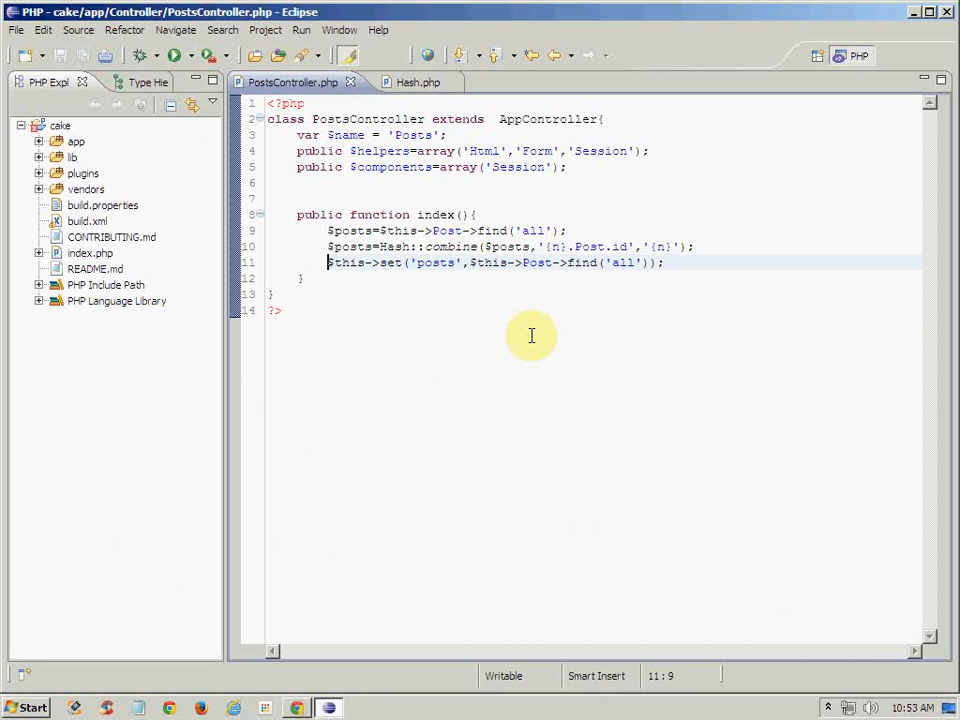 PHP - cake/app/Controller/PostsController.php - Eclipse
File Edit Source Refactor Navigate Search Project Run Window Help
PHP
PHP Expl Type Hie
cake
app
lib
plugins
vendors
build.properties
build.xml
CONTRIBUTING.md
index.php
README.md
PHP Include Path
PHP Language Library
PostsController.php Hash.php
1 <?php
2 class PostsController extends  AppController{
3     var $name = 'Posts';
4     public $helpers=array('Html','Form','Session');
5     public $components=array('Session');
6
7
8     public function index(){
9         $posts=$this->Post->find('all');
10         $posts=Hash::combine($posts,'{n}.Post.id','{n}');
11         $this->set('posts',$this->Post->find('all'));
12     }
13 }
14 ?>
Writable Smart Insert 11 : 9
Start 10:53 AM